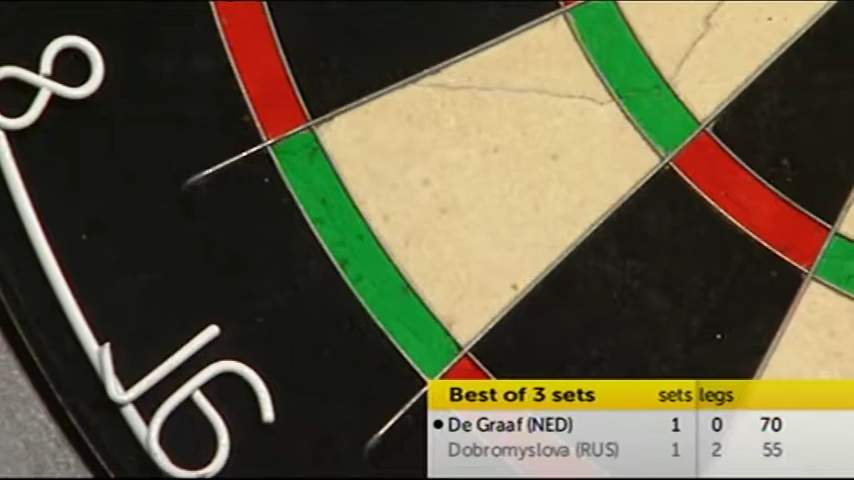 8
16
Best of 3 sets sets legs
De Graaf (NED) 1 0 70
Dobromyslova (RUS) 1 2 55